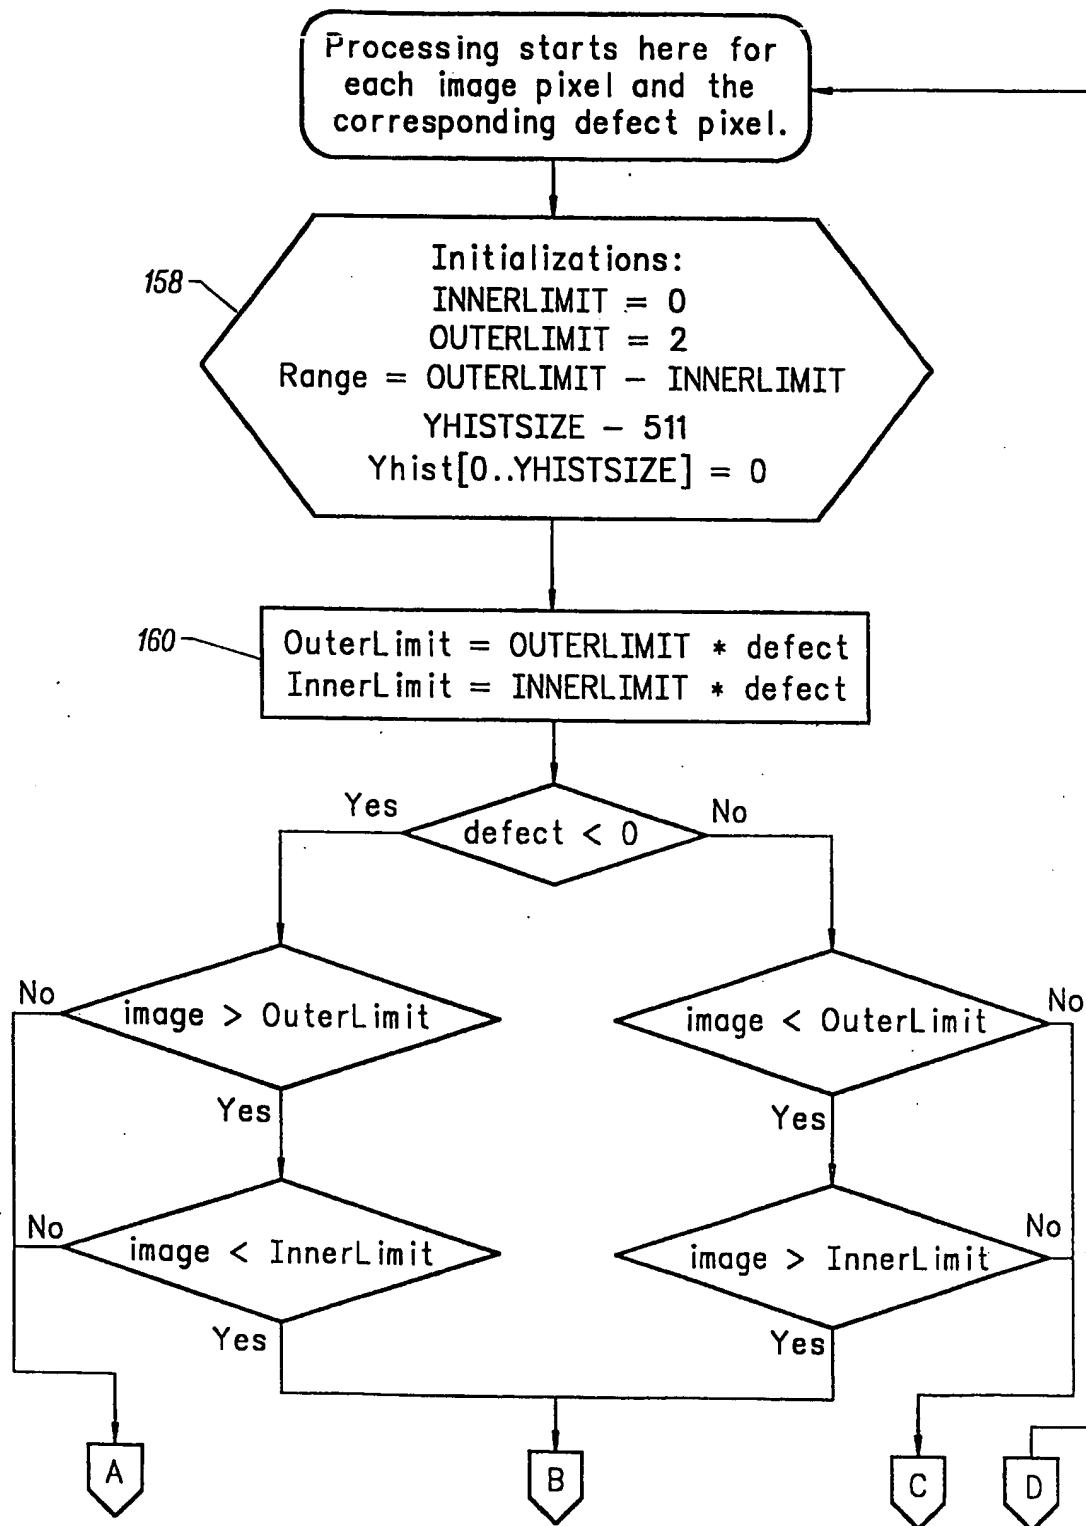 Processing starts here for
each image pixel and the
corresponding defect pixel.
158
Initializations:
INNERLIMIT = 0
OUTERLIMIT = 2
Range = OUTERLIMIT - INNERLIMIT
YHISTSIZE - 511
Yhist[0..YHISTSIZE] = 0
160
OuterLimit = OUTERLIMIT * defect
InnerLimit = INNERLIMIT * defect
Yes
defect < 0
No
No
image > OuterLimit
image < OuterLimit
No
Yes
Yes
No
image < InnerLimit
image > InnerLimit
No
Yes
Yes
A
B
C
D